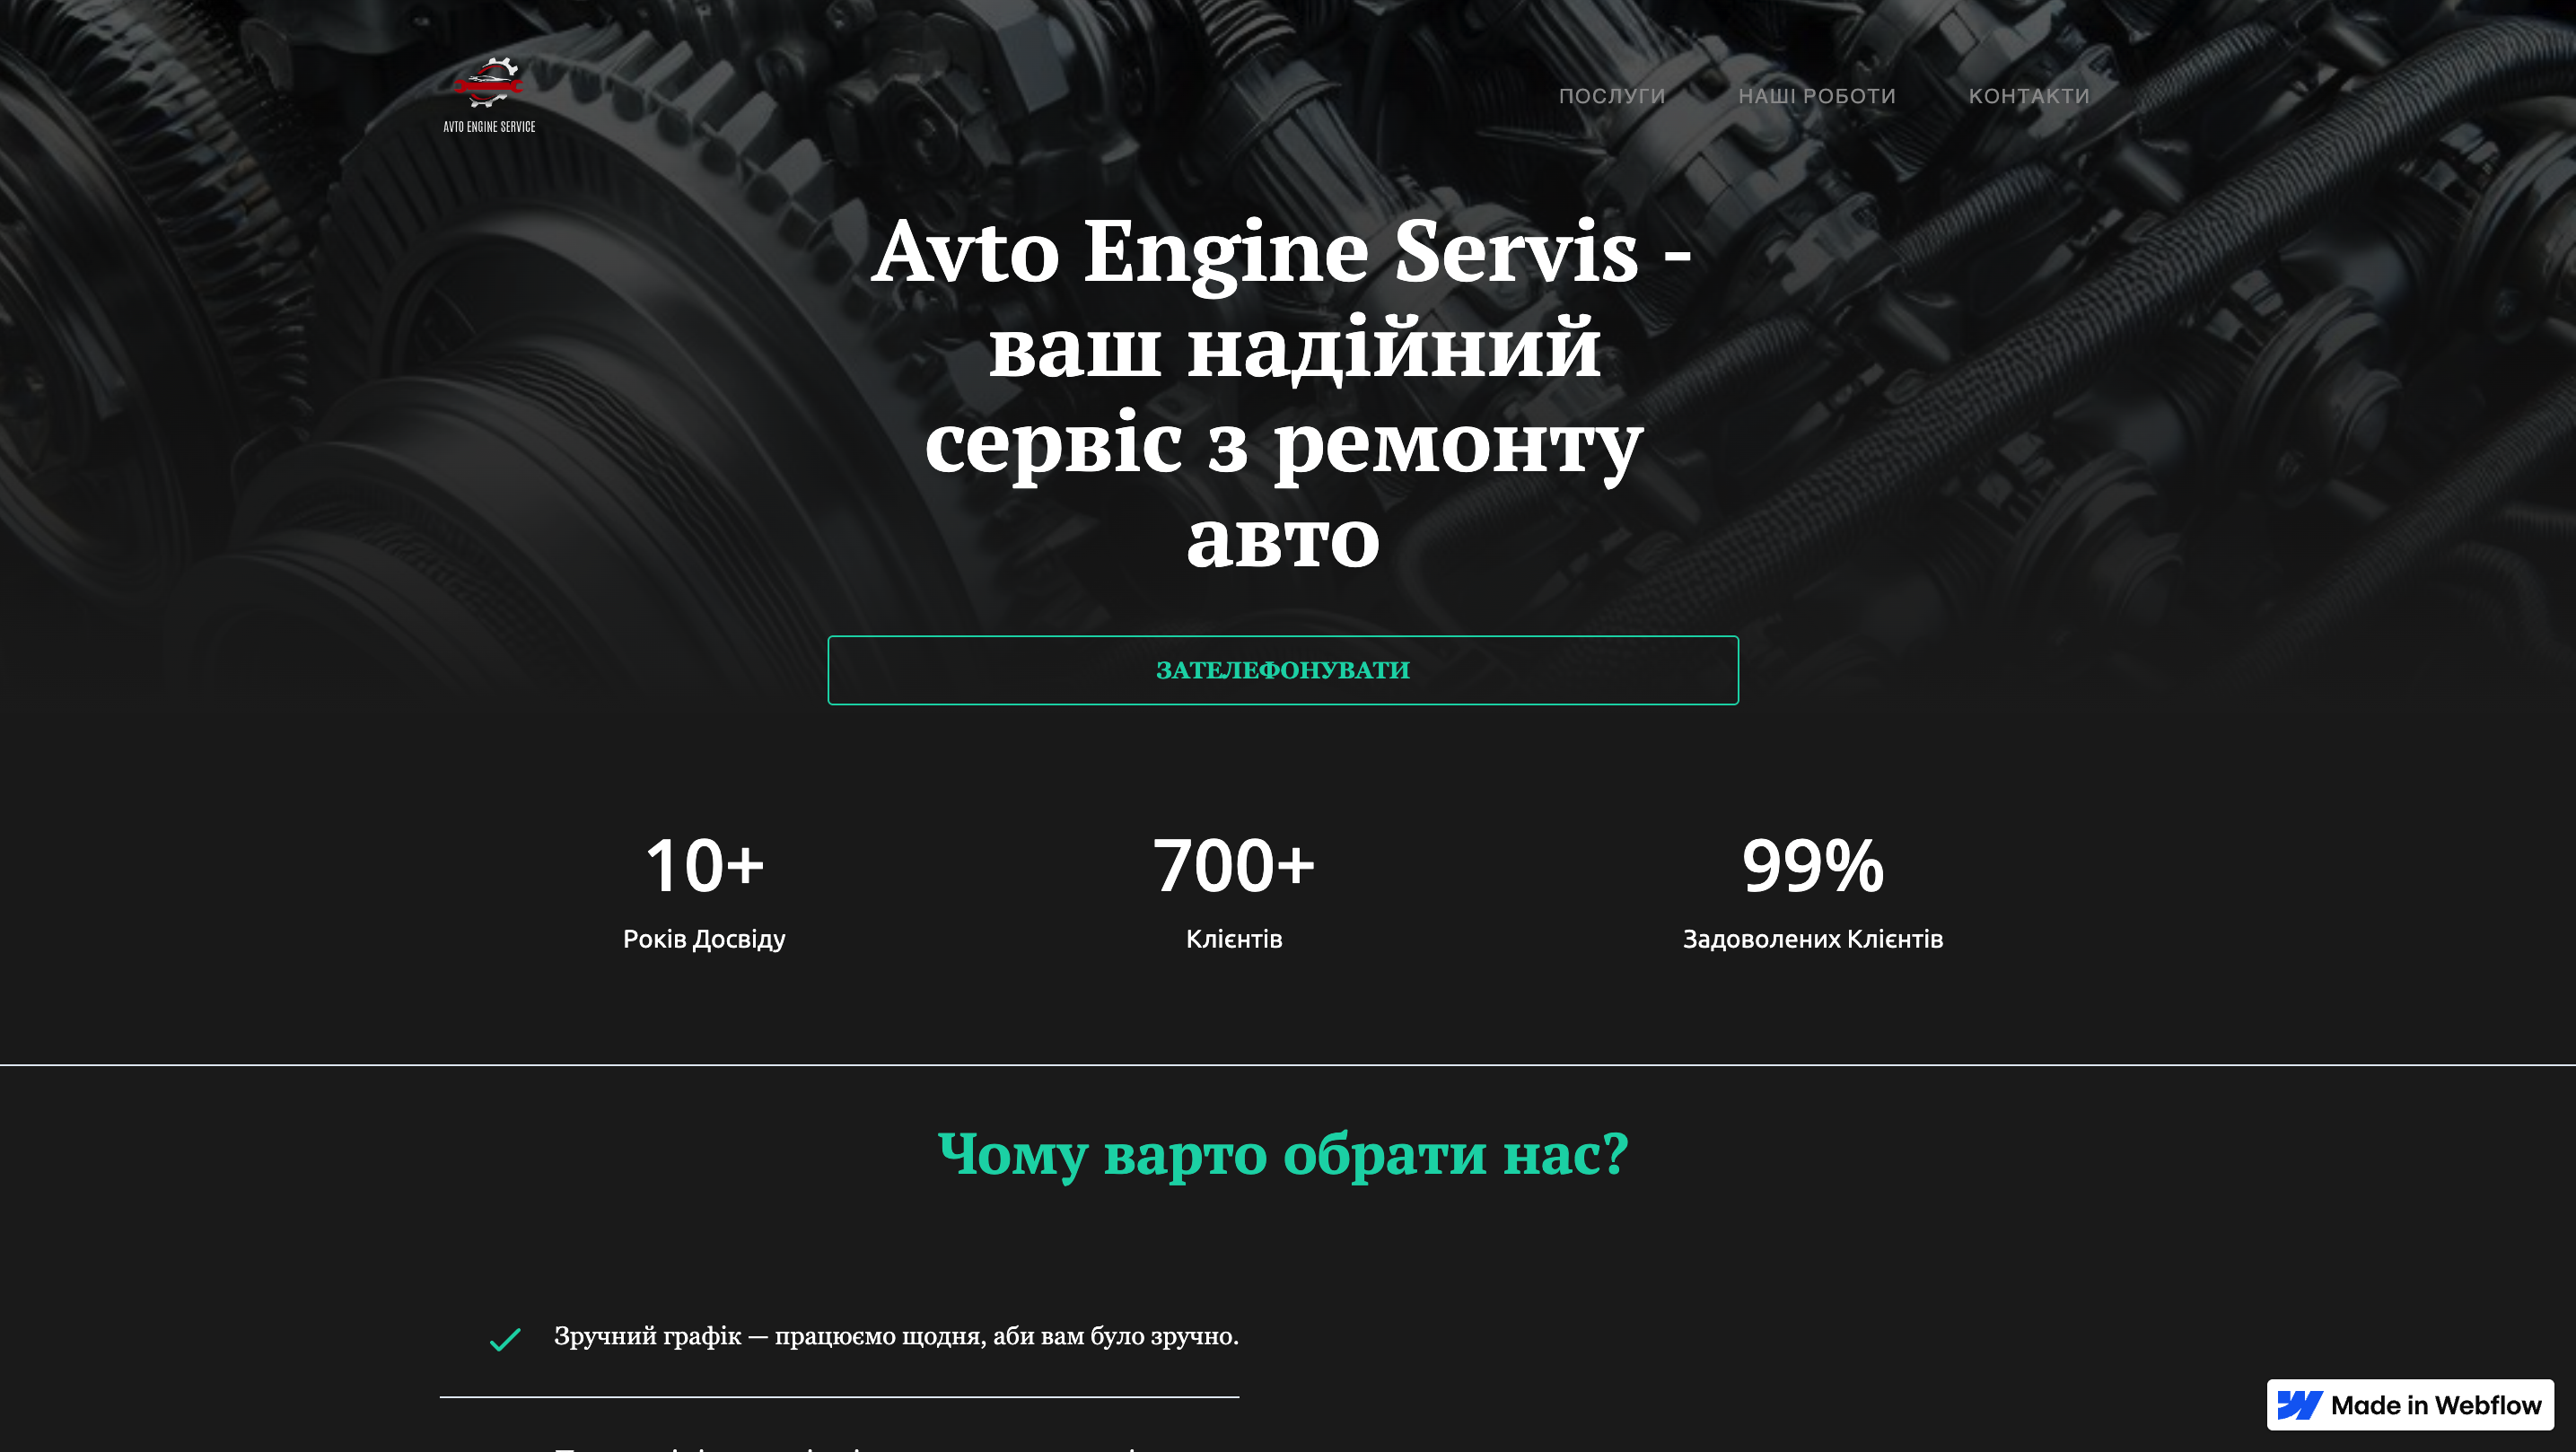 AVTO ENGINE SERVICE
ПОСЛУГИ НАШІ РОБОТИ КОНТАКТИ
Avto Engine Servis -
ваш надійний
сервіс з ремонту
авто
ЗАТЕЛЕФОНУВАТИ
10+ 700+ 99%
Років Досвіду Клієнтів Задоволених Клієнтів
Чому варто обрати нас?
Зручний графік — працюємо щодня, аби вам було зручно.
Made in Webflow